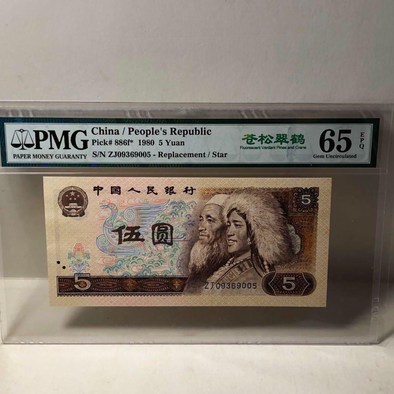 PMG
PAPER MONEY GUARANTY
China / People's Republic
Pick# 886f* 1980 5 Yuan
S/N ZJ09369005 - Replacement / Star
苍松翠鹤
65 EPQ
Gem Uncirculated
中国人民银行
5
伍圆
5
5
ZJ09369005